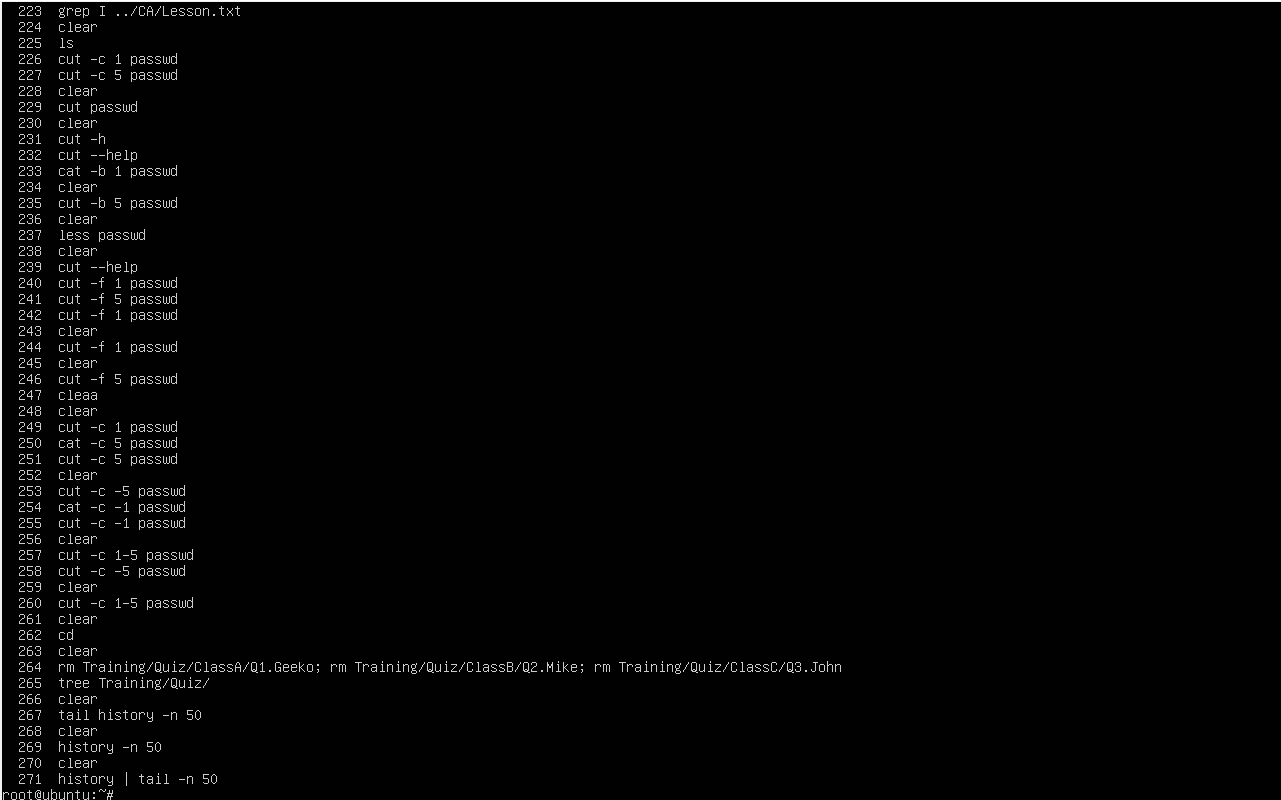 223  grep I ../CA/Lesson.txt
224  clear
225  ls
226  cut -c 1 passwd
227  cut -c 5 passwd
228  clear
229  cut passwd
230  clear
231  cut -h
232  cut --help
233  cat -b 1 passwd
234  clear
235  cut -b 5 passwd
236  clear
237  less passwd
238  clear
239  cut --help
240  cut -f 1 passwd
241  cut -f 5 passwd
242  cut -f 1 passwd
243  clear
244  cut -f 1 passwd
245  clear
246  cut -f 5 passwd
247  cleaa
248  clear
249  cut -c 1 passwd
250  cat -c 5 passwd
251  cut -c 5 passwd
252  clear
253  cut -c -5 passwd
254  cat -c -1 passwd
255  cut -c -1 passwd
256  clear
257  cut -c 1-5 passwd
258  cut -c -5 passwd
259  clear
260  cut -c 1-5 passwd
261  clear
262  cd
263  clear
264  rm Training/Quiz/ClassA/Q1.Geeko; rm Training/Quiz/ClassB/Q2.Mike; rm Training/Quiz/ClassC/Q3.John
265  tree Training/Quiz/
266  clear
267  tail history -n 50
268  clear
269  history -n 50
270  clear
271  history | tail -n 50
root@ubuntu:~#